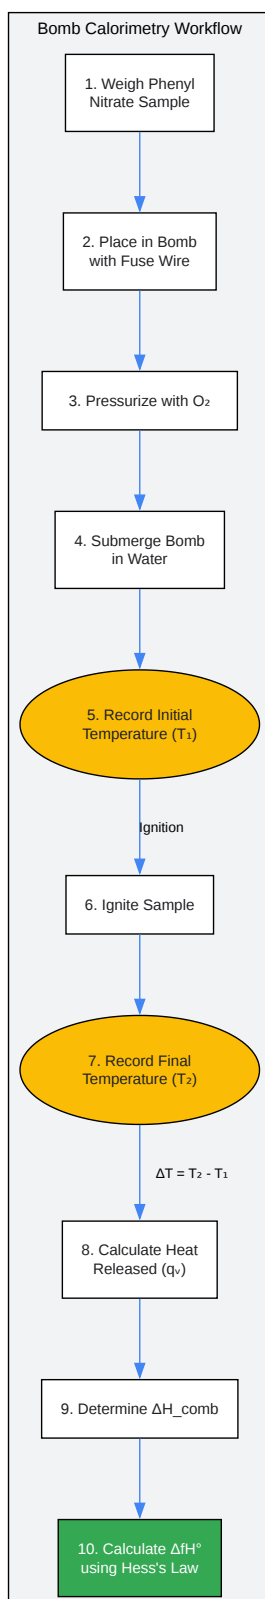 Bomb Calorimetry Workflow
1. Weigh Phenyl
Nitrate Sample
2. Place in Bomb
with Fuse Wire
3. Pressurize with O₂
4. Submerge Bomb
in Water
5. Record Initial
Temperature (T₁)
Ignition
6. Ignite Sample
7. Record Final
Temperature (T₂)
ΔT = T₂ - T₁
8. Calculate Heat
Released (qᵥ)
9. Determine ΔH_comb
10. Calculate ΔfH°
using Hess's Law